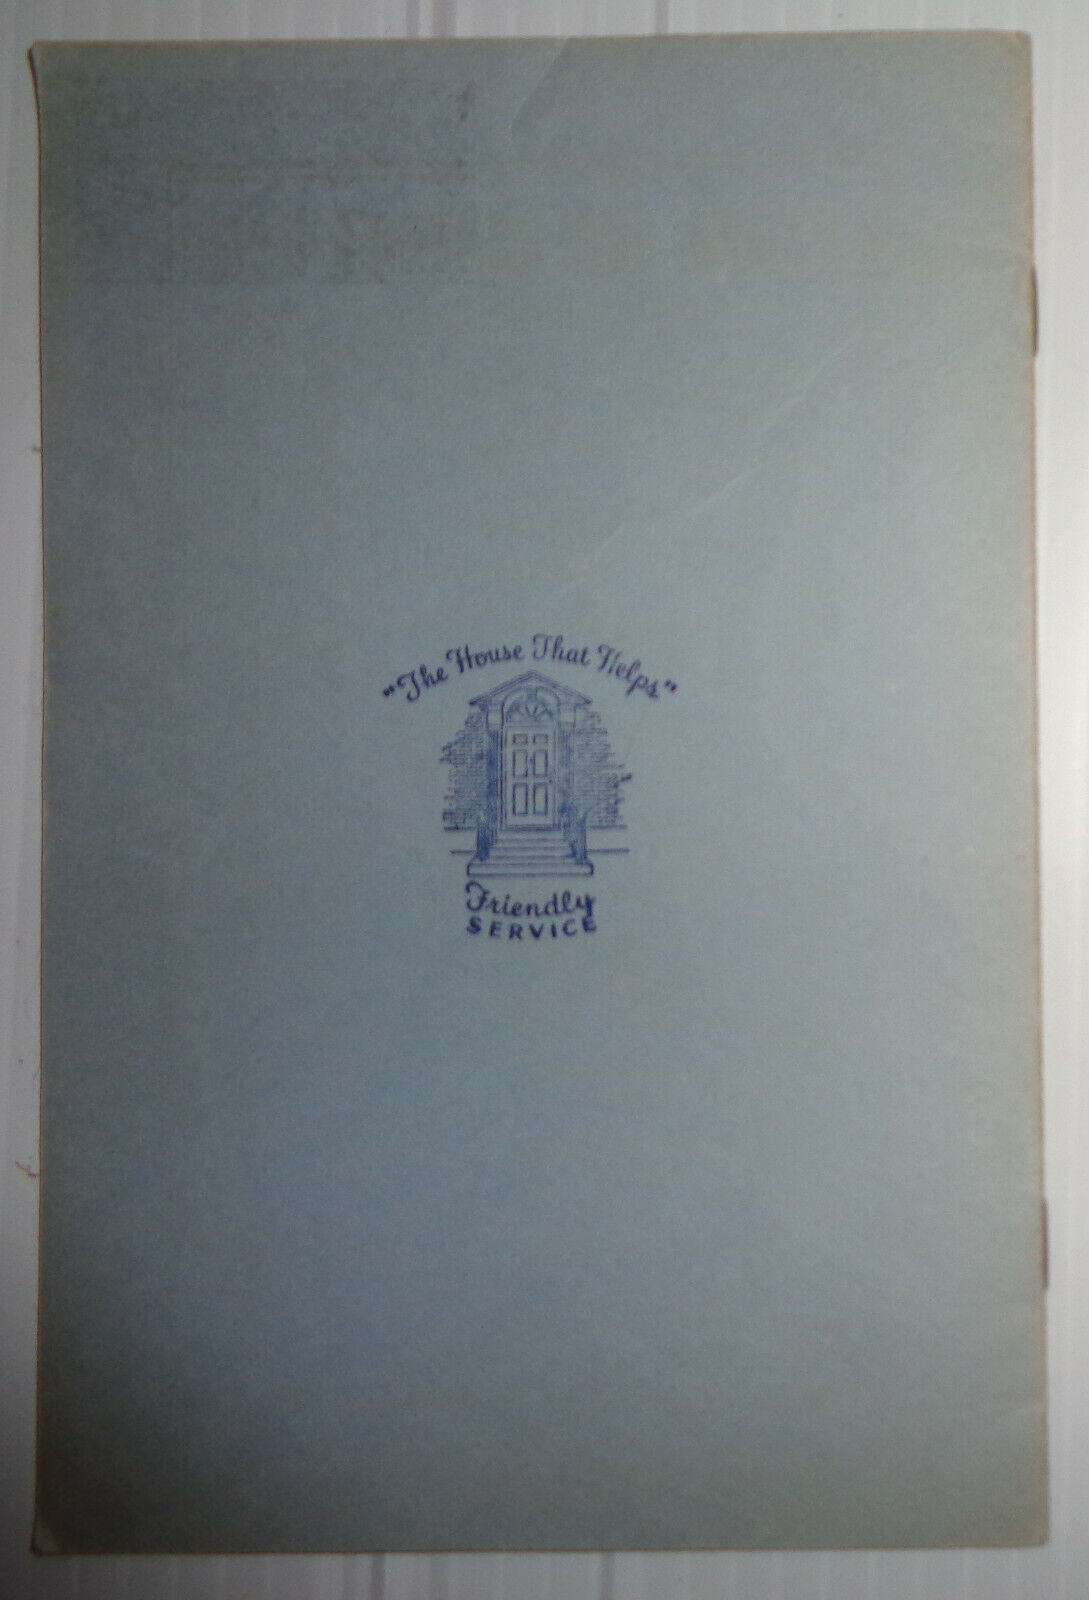 "The House That Helps"
Friendly
SERVICE